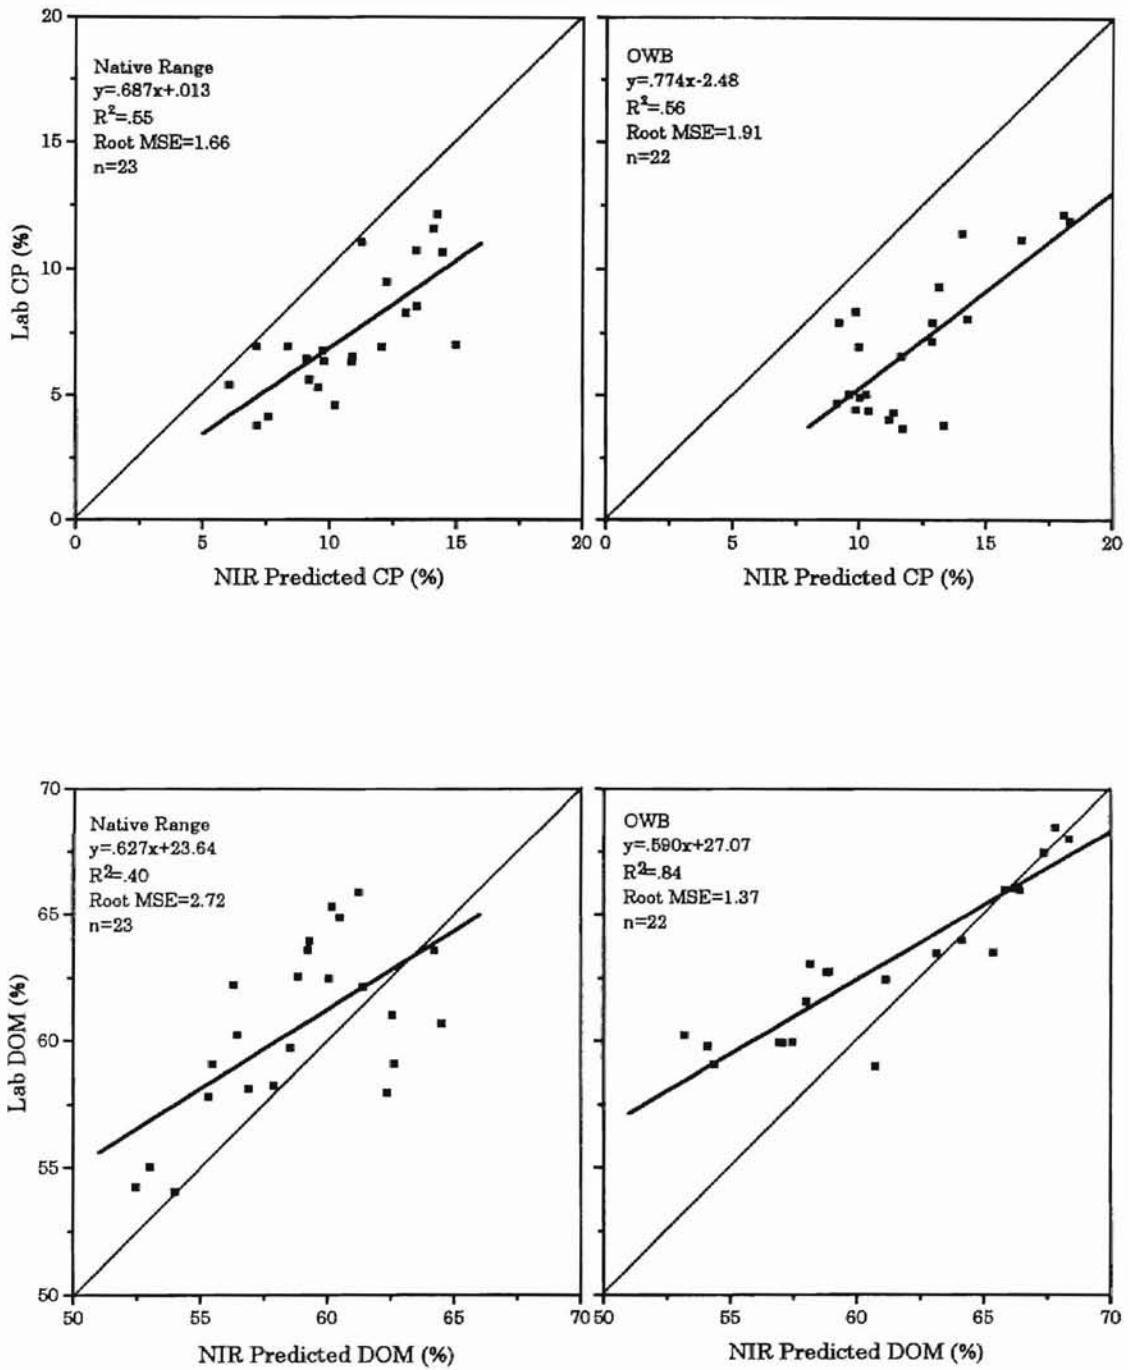 20
15
10
5
0
Lab CP (%)
Native Range
y=.687x+.013
R²=.55
Root MSE=1.66
n=23
0 5 10 15 20
NIR Predicted CP (%)
OWB
y=.774x-2.48
R²=.56
Root MSE=1.91
n=22
0 5 10 15 20
NIR Predicted CP (%)
70
65
60
55
50
Lab DOM (%)
Native Range
y=.627x+23.64
R²=.40
Root MSE=2.72
n=23
50 55 60 65 70
NIR Predicted DOM (%)
OWB
y=.590x+27.07
R²=.84
Root MSE=1.37
n=22
50 55 60 65 70
NIR Predicted DOM (%)